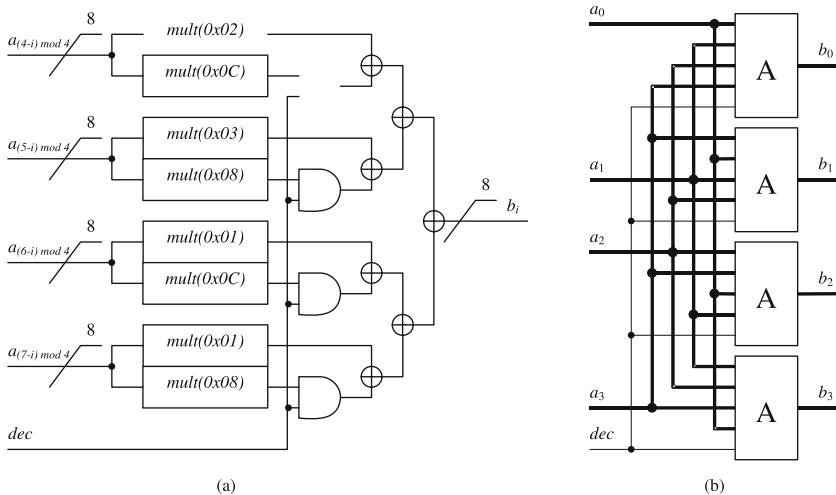 8
a(4-i) mod 4
mult(0x02)
mult(0x0C)
8
a(5-i) mod 4
mult(0x03)
mult(0x08)
8
a(6-i) mod 4
mult(0x01)
mult(0x0C)
8
a(7-i) mod 4
mult(0x01)
mult(0x08)
8
bi
dec
(a)
a0
a1
a2
a3
dec
A
A
A
A
b0
b1
b2
b3
(b)